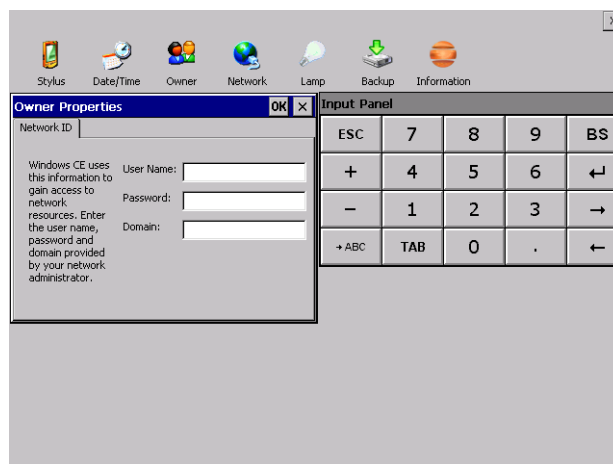 Stylus Date/Time Owner Network Lamp Backup Information
Owner Properties OK ×
Network ID
Windows CE uses
this information to
gain access to
network
resources. Enter
the user name,
password and
domain provided
by your network
administrator.
User Name:
Password:
Domain:
Input Panel
ESC 7 8 9 BS
+ 4 5 6 ↵
− 1 2 3 →
→ABC TAB 0 . ←